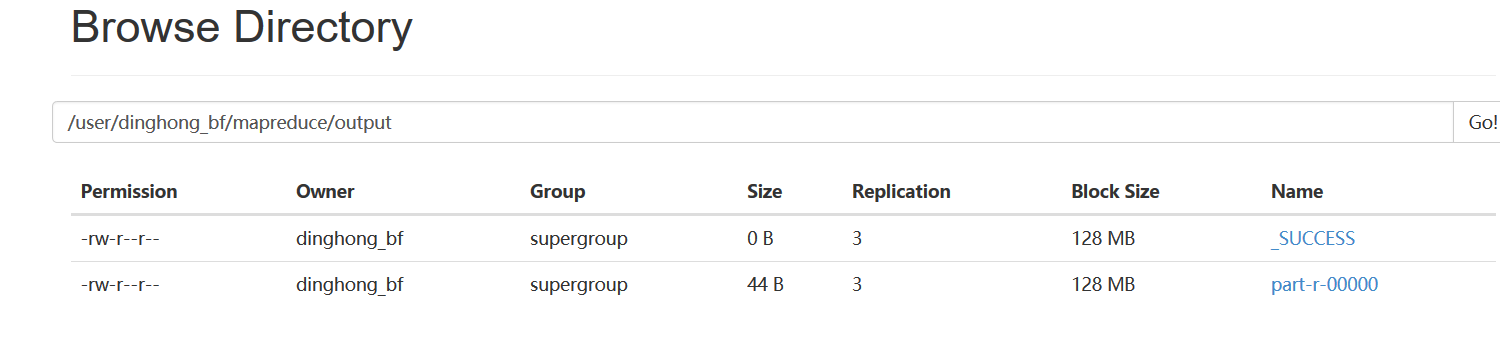 Browse Directory
/user/dinghong_bf/mapreduce/output Go!
Permission Owner Group Size Replication Block Size Name
-rw-r--r-- dinghong_bf supergroup 0 B 3 128 MB _SUCCESS
-rw-r--r-- dinghong_bf supergroup 44 B 3 128 MB part-r-00000